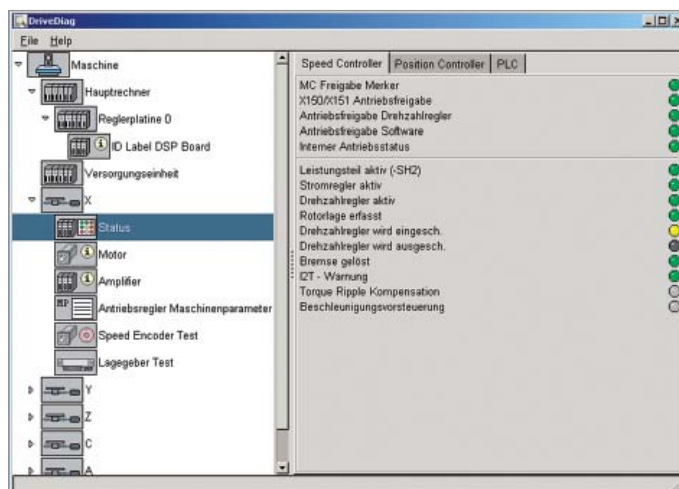 DriveDiag
File Help
Maschine
Hauptrechner
Reglerplatine 0
ID Label DSP Board
Versorgungseinheit
X
Status
Motor
Amplifier
MP
Antriebsregler Maschinenparameter
Speed Encoder Test
Lagegeber Test
Y
Z
C
A
Speed Controller Position Controller PLC
MC Freigabe Merker
X150/X151 Antriebsfreigabe
Antriebsfreigabe Drehzahlregler
Antriebsfreigabe Software
Interner Antriebsstatus
Leistungsteil aktiv (-SH2)
Stromregler aktiv
Drehzahlregler aktiv
Rotorlage erfasst
Drehzahlregler wird eingesch.
Drehzahlregler wird ausgesch.
Bremse gelöst
I2T - Warnung
Torque Ripple Kompensation
Beschleunigungsvorsteuerung